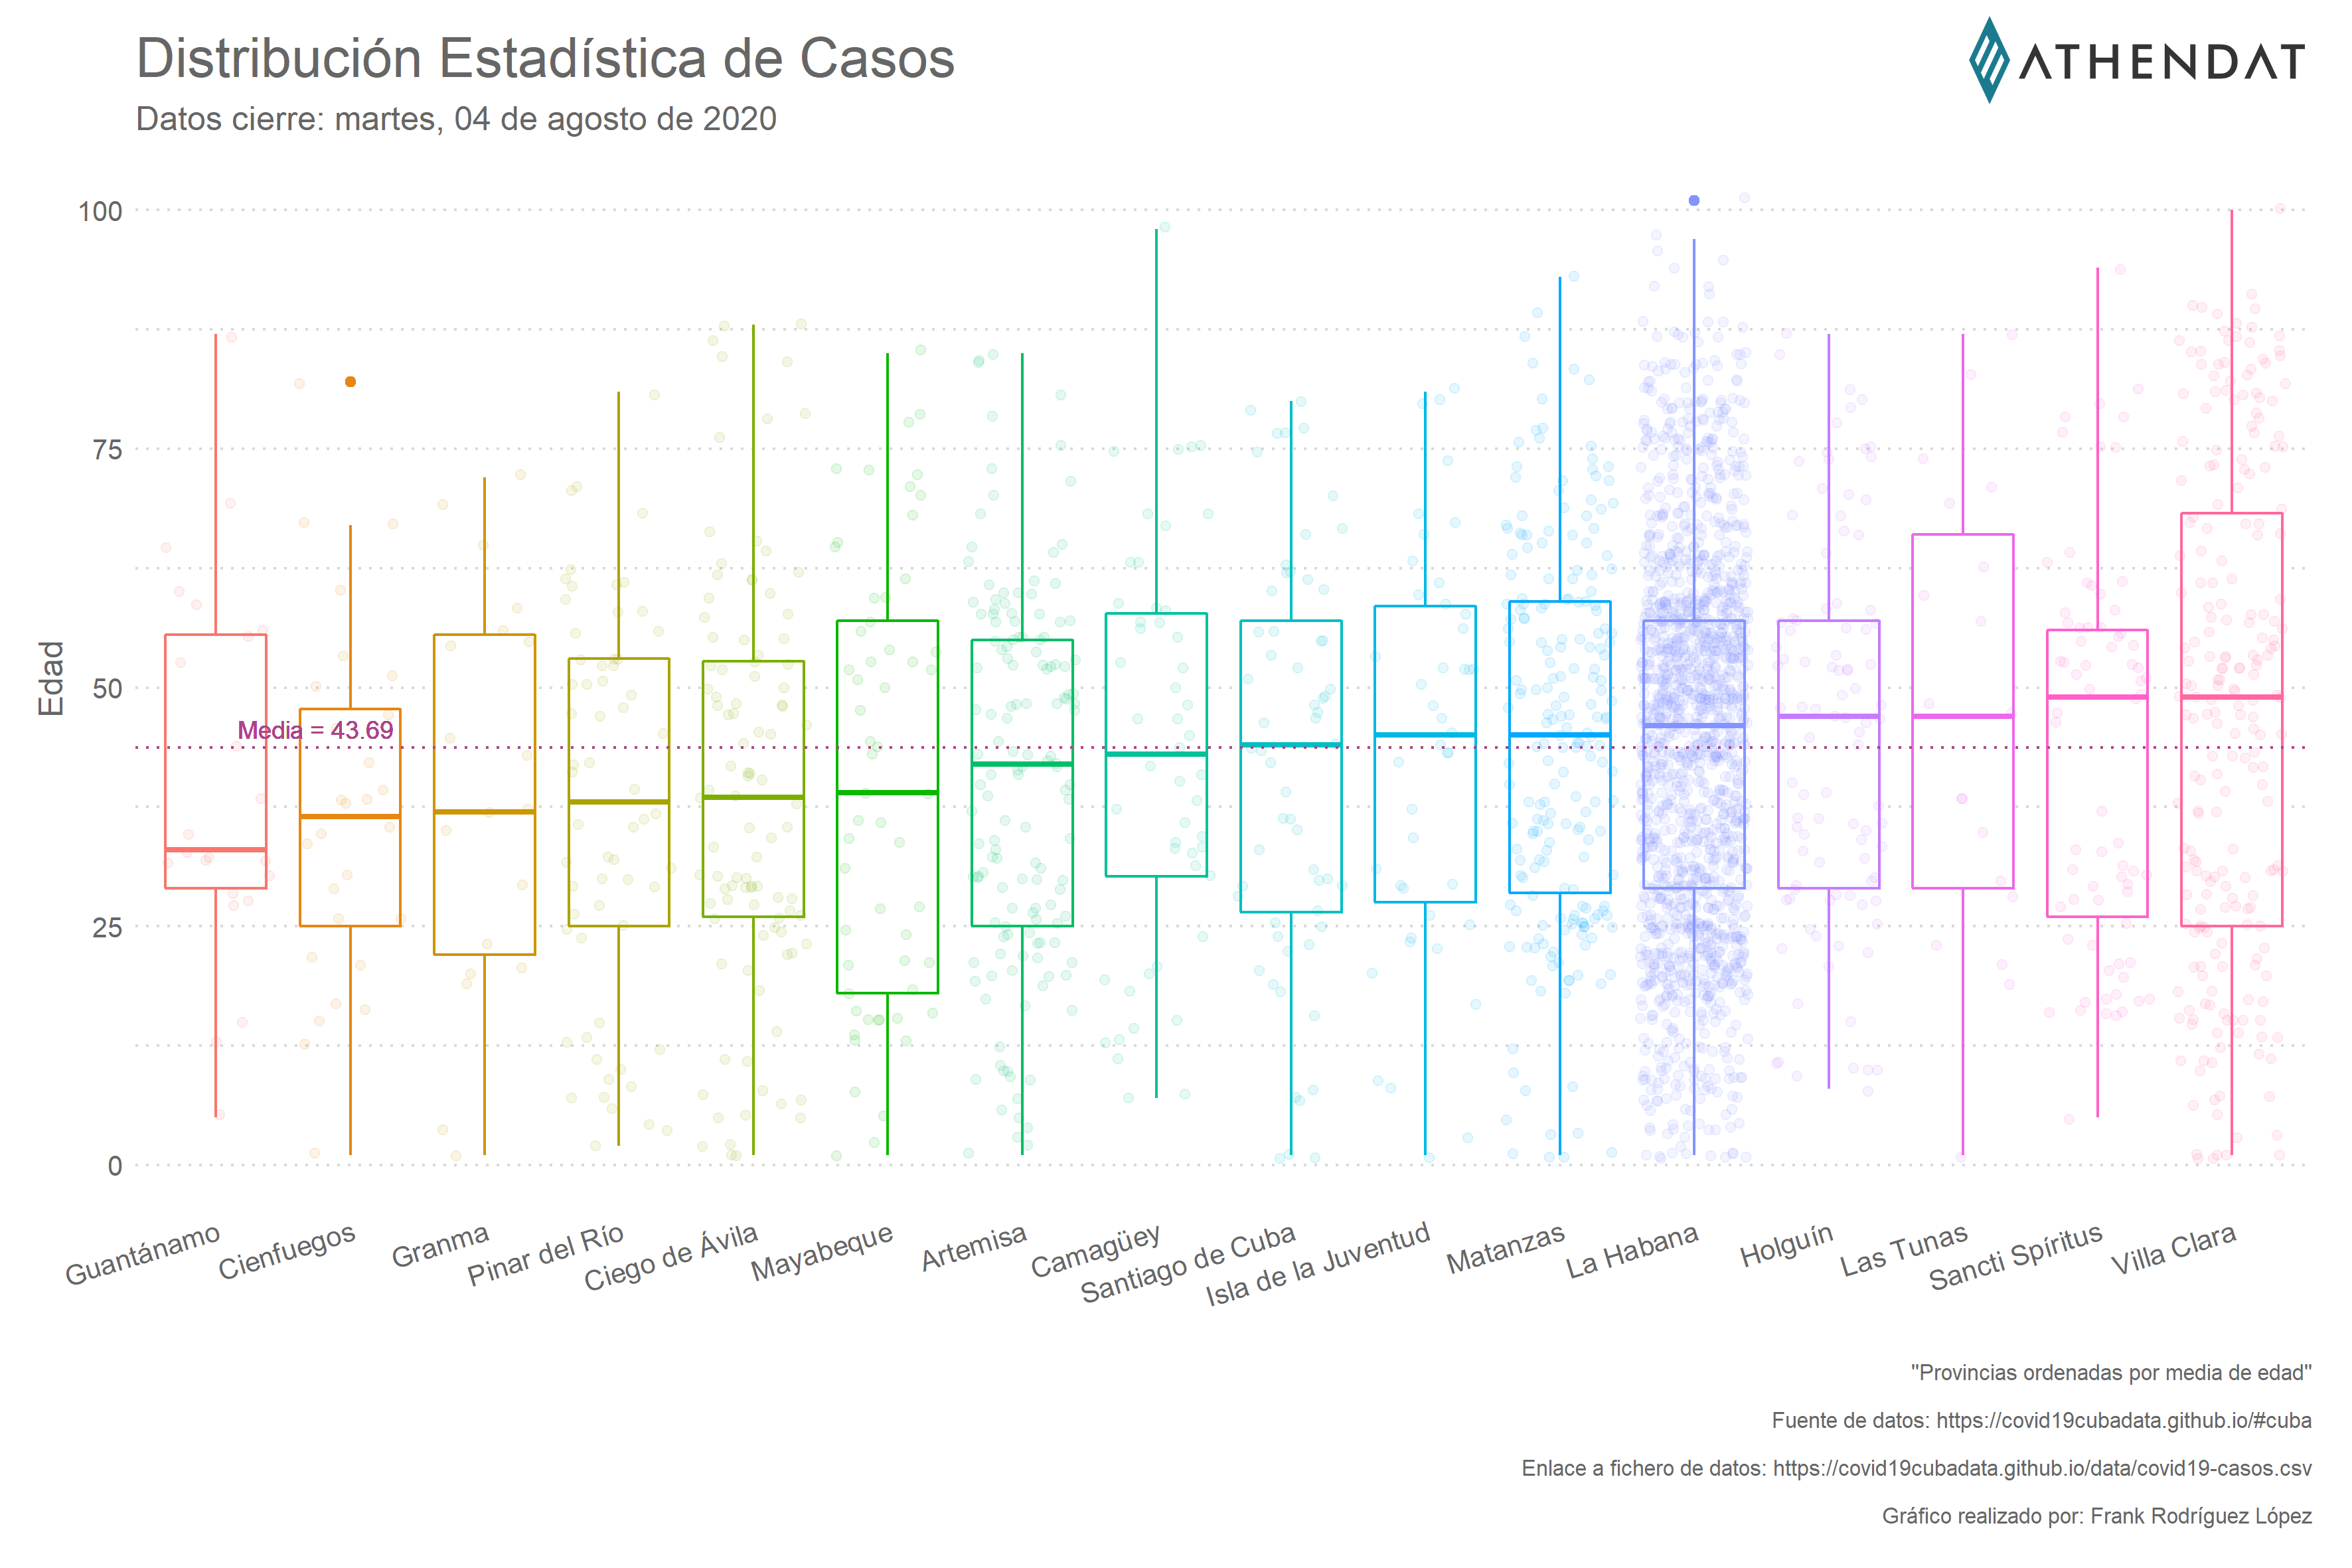 Distribución Estadística de Casos
ATHENDAT
Datos cierre: martes, 04 de agosto de 2020
100
75
50
25
0
Edad
Media = 43.69
Guantánamo
Cienfuegos
Granma
Pinar del Río
Ciego de Ávila
Mayabeque
Artemisa
Camagüey
Santiago de Cuba
Isla de la Juventud
Matanzas
La Habana
Holguín
Las Tunas
Sancti Spíritus
Villa Clara
"Provincias ordenadas por media de edad"
Fuente de datos: https://covid19cubadata.github.io/#cuba
Enlace a fichero de datos: https://covid19cubadata.github.io/data/covid19-casos.csv
Gráfico realizado por: Frank Rodríguez López